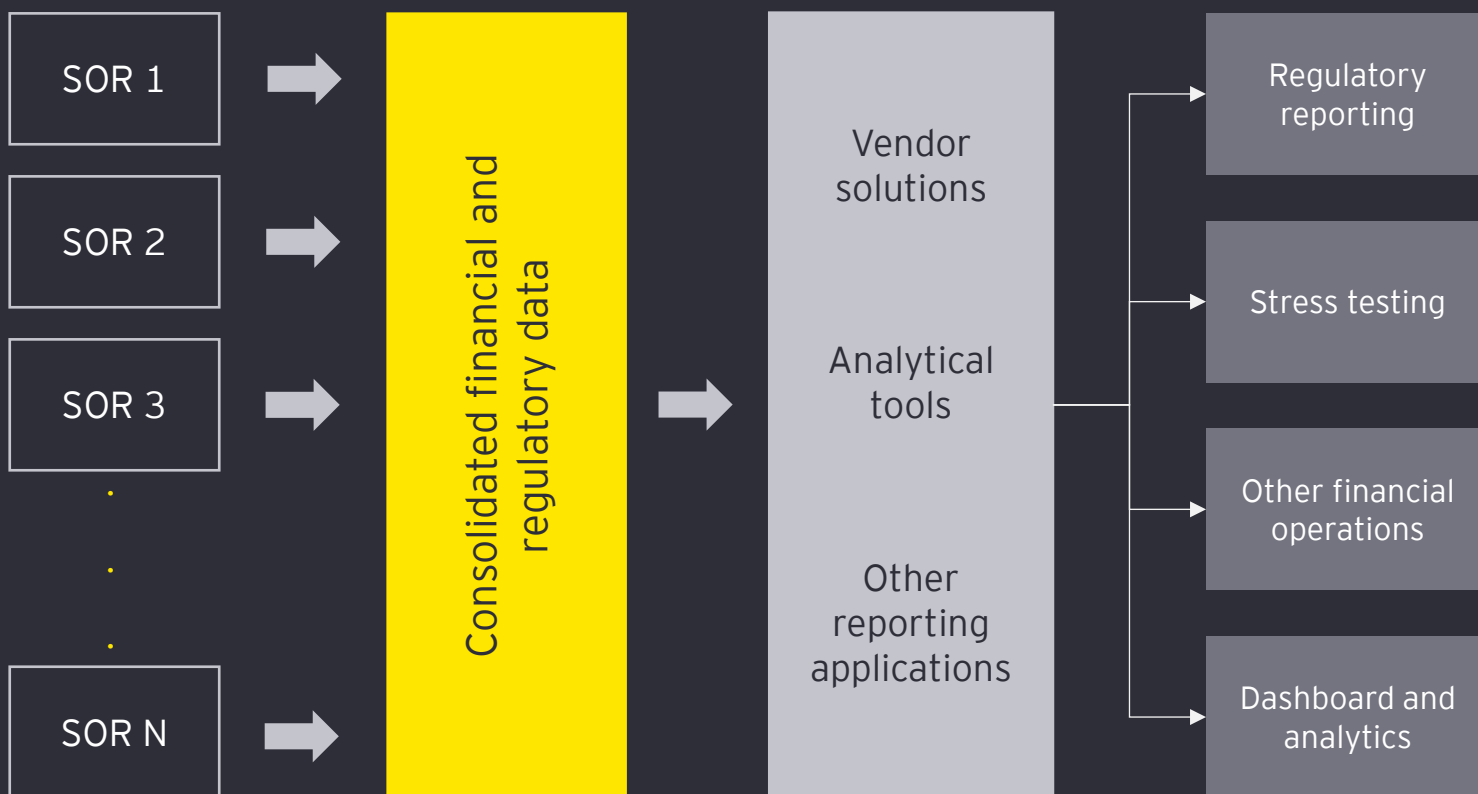 SOR 1
SOR 2
SOR 3
.
.
.
SOR N
Consolidated financial and
regulatory data
Vendor
solutions
Analytical
tools
Other
reporting
applications
Regulatory
reporting
Stress testing
Other financial
operations
Dashboard and
analytics